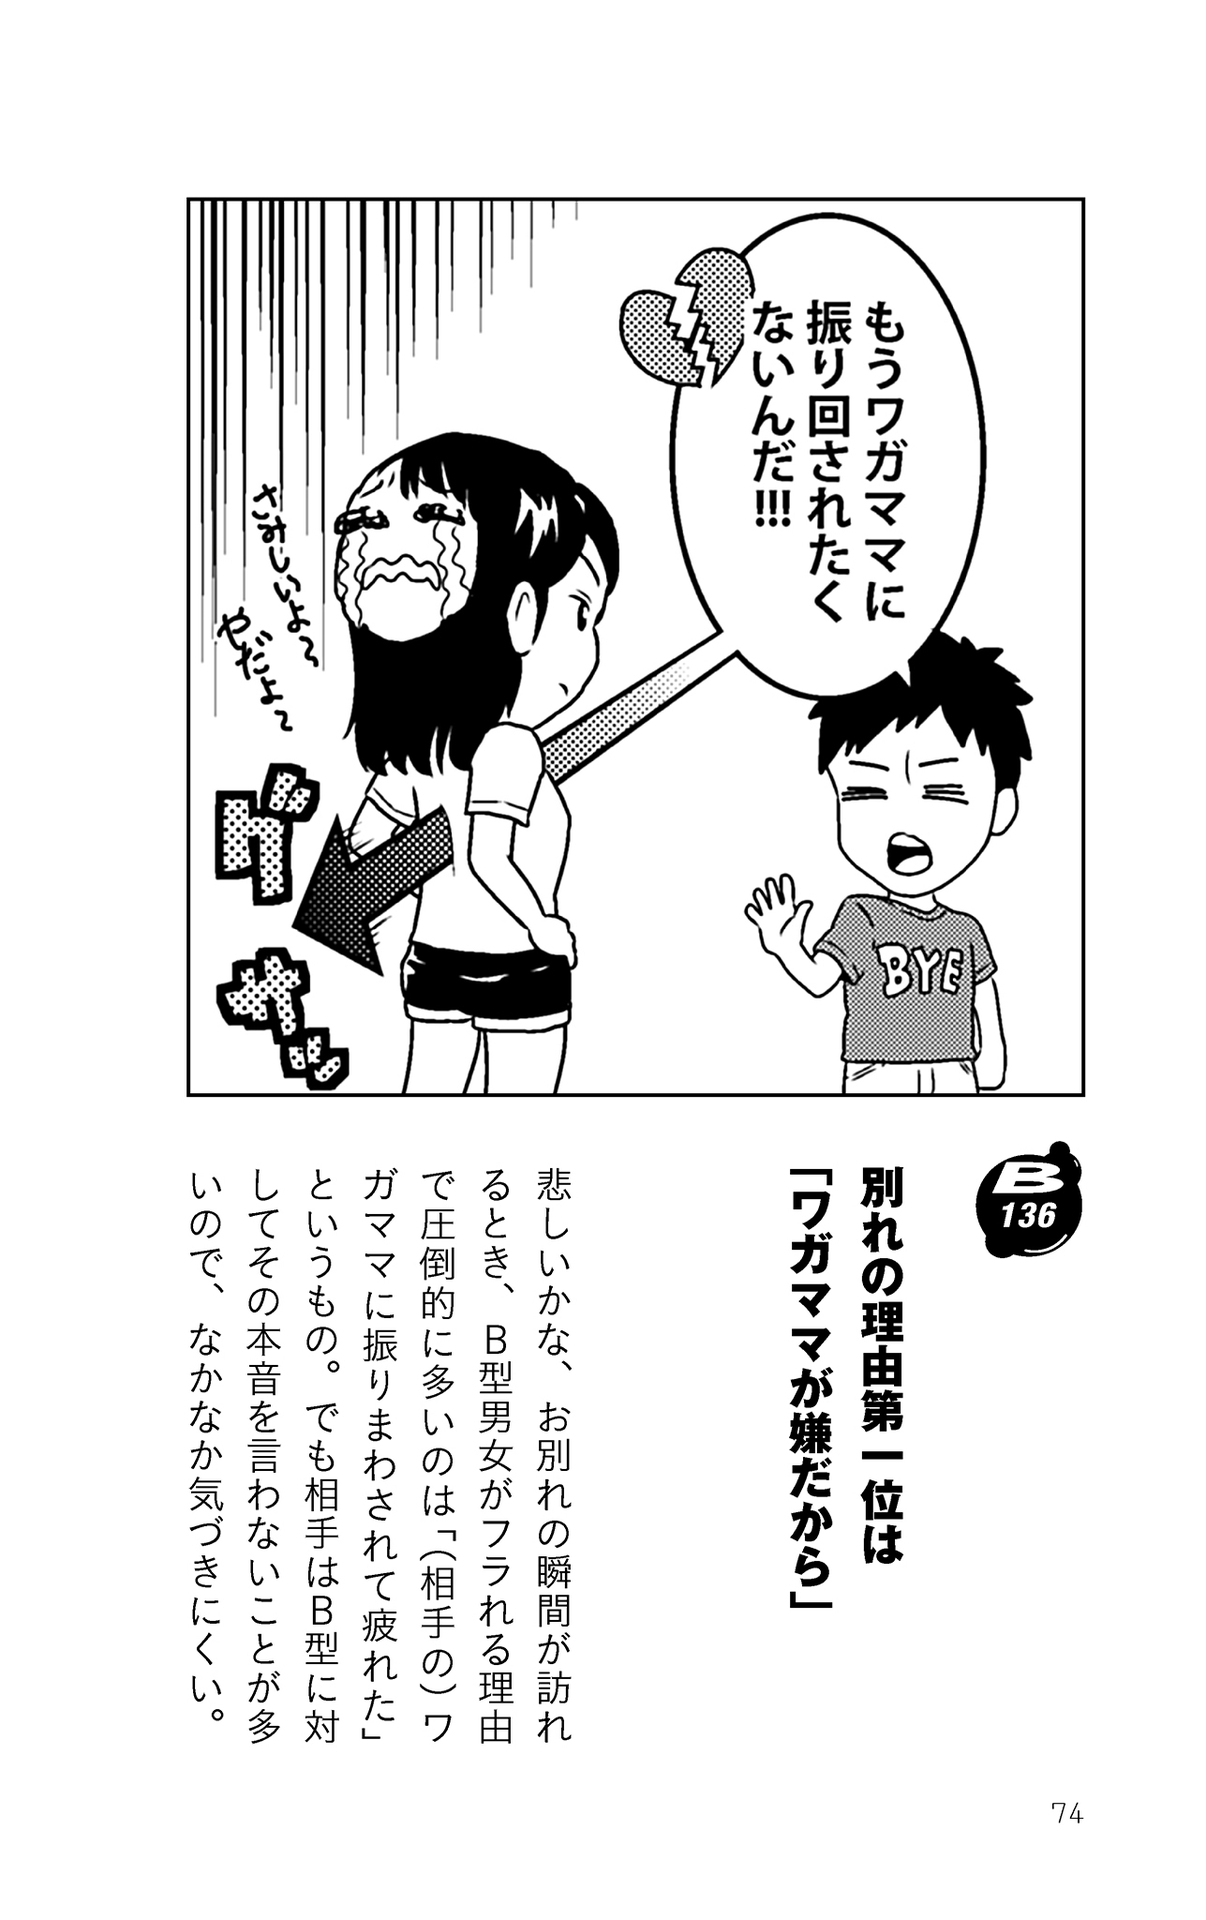 もうワガママに
振り回されたく
ないんだ!!!
BYE
さみしいよ〜
やだよ〜
グサッ
B
136
別れの理由第一位は
「ワガママが嫌だから」
悲しいかな、お別れの瞬間が訪れ
るとき、B型男女がフラれる理由
で圧倒的に多いのは「(相手の)ワ
ガママに振りまわされて疲れた」
というもの。でも相手はB型に対
してその本音を言わないことが多
いので、なかなか気づきにくい。
74